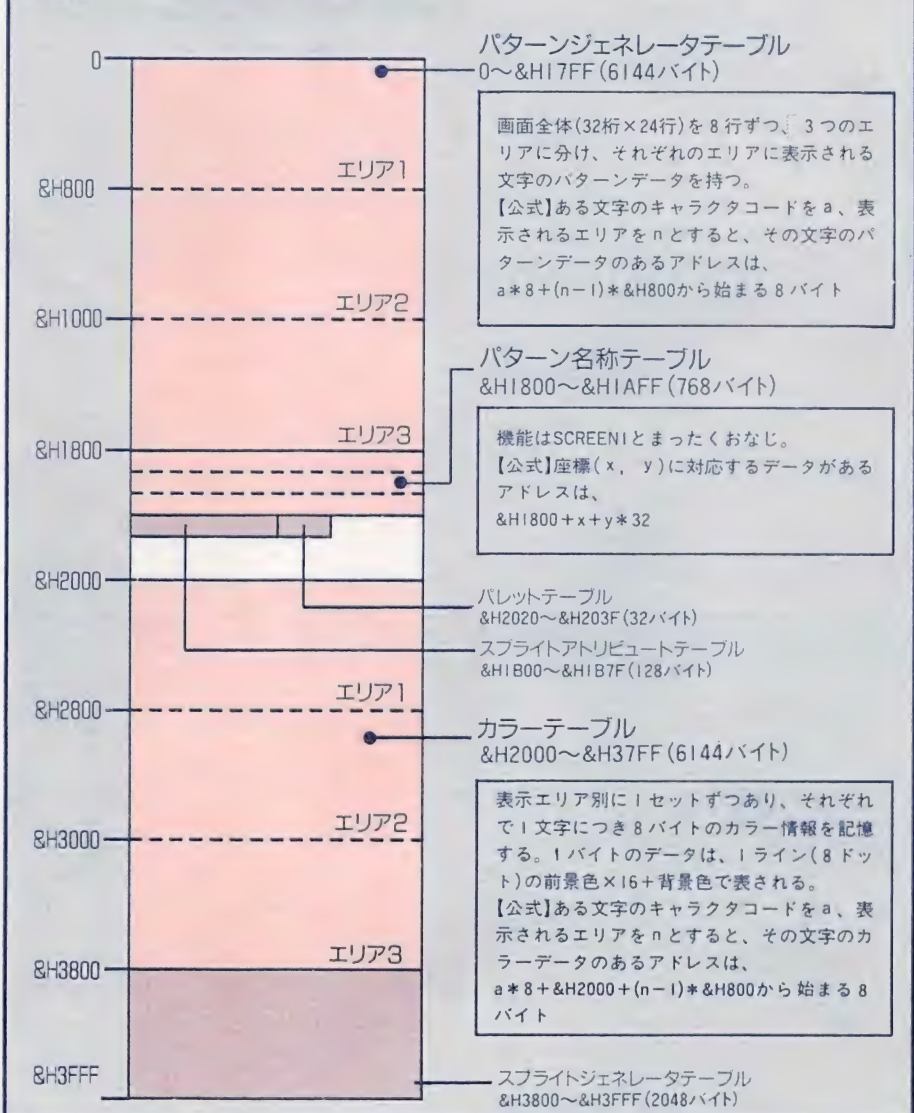 0
&H800
&H1000
&H1800
&H2000
&H2800
&H3000
&H3800
&H3FFF
エリア1
エリア2
エリア3
エリア1
エリア2
エリア3
パターンジェネレータテーブル
0〜&H17FF(6144バイト)
画面全体(32桁×24行)を8行ずつ、3つのエ
リアに分け、それぞれのエリアに表示される
文字のパターンデータを持つ。
【公式】ある文字のキャラクタコードをa、表
示されるエリアをnとすると、その文字のパ
ターンデータのあるアドレスは、
a*8+(n-1)*&H800から始まる8バイト
パターン名称テーブル
&H1800〜&H1AFF(768バイト)
機能はSCREEN1とまったくおなじ。
【公式】座標(x, y)に対応するデータがある
アドレスは、
&H1800+x+y*32
パレットテーブル
&H2020〜&H203F(32バイト)
スプライトアトリビュートテーブル
&H1B00〜&H1B7F(128バイト)
カラーテーブル
&H2000〜&H37FF(6144バイト)
表示エリア別に1セットずつあり、それぞれ
で1文字につき8バイトのカラー情報を記憶
する。1バイトのデータは、1ライン(8ドッ
ト)の前景色×16+背景色で表される。
【公式】ある文字のキャラクタコードをa、表
示されるエリアをnとすると、その文字のカ
ラーデータのあるアドレスは、
a*8+&H2000+(n-1)*&H800から始まる8
バイト
スプライトジェネレータテーブル
&H3800〜&H3FFF(2048バイト)